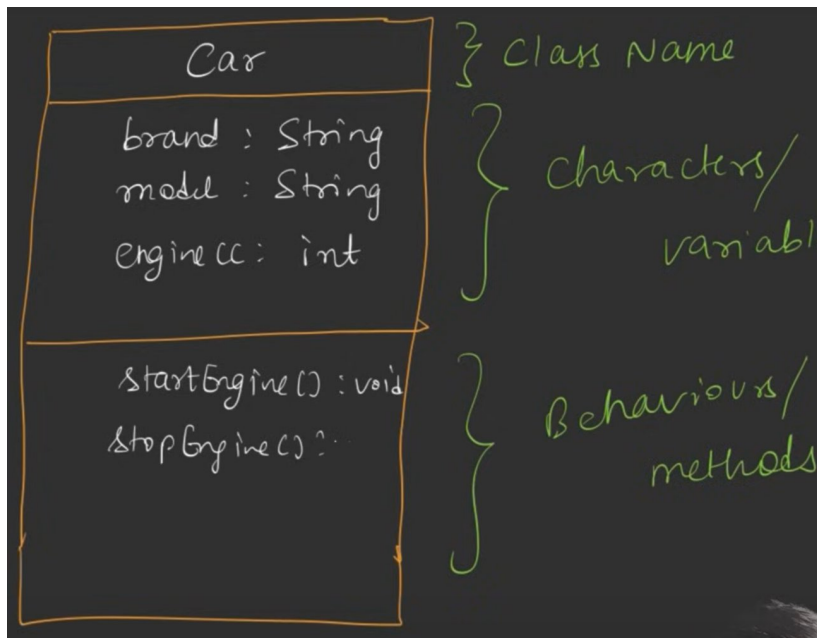 Car
} Class Name
brand : String
model : String
engine cc : int
Characters/
variabl
startEngine() : void
stopEngine() : ..
Behaviours/
methods